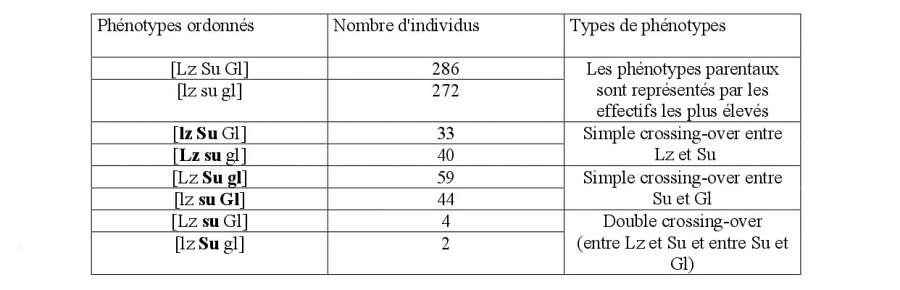 Phénotypes ordonnés Nombre d'individus Types de phénotypes
[Lz Su Gl] 286 Les phénotypes parentaux
[lz su gl] 272 sont représentés par les
effectifs les plus élevés
[lz Su Gl] 33 Simple crossing-over entre
[Lz su gl] 40 Lz et Su
[Lz Su gl] 59 Simple crossing-over entre
[lz su Gl] 44 Su et Gl
[Lz su Gl] 4 Double crossing-over
[lz Su gl] 2 (entre Lz et Su et entre Su et
Gl)